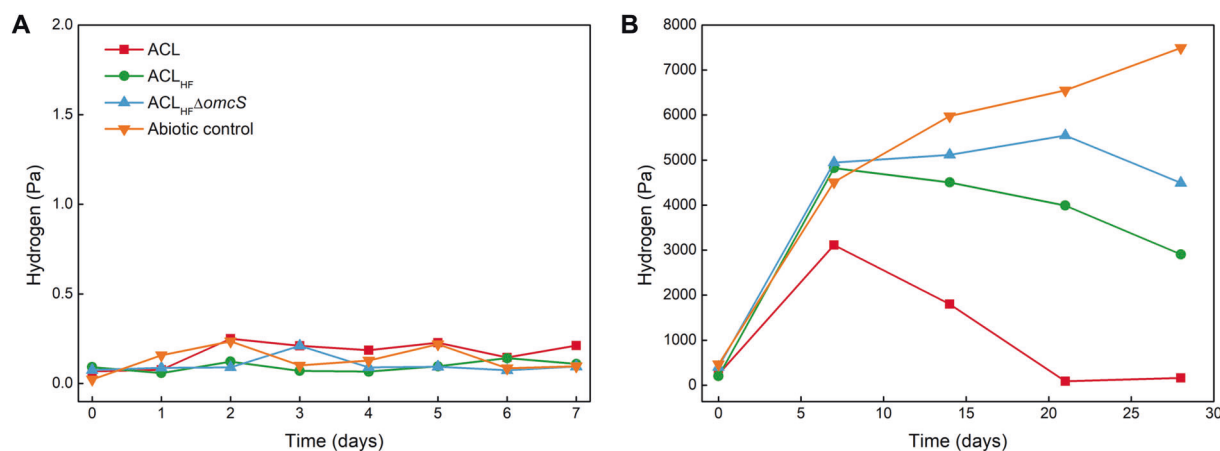 A
2.0
1.5
1.0
0.5
0.0
Hydrogen (Pa)
ACL
ACL_HF
ACL_HFΔomcS
Abiotic control
0 1 2 3 4 5 6 7
Time (days)
B
8000
7000
6000
5000
4000
3000
2000
1000
0
Hydrogen (Pa)
0 5 10 15 20 25 30
Time (days)